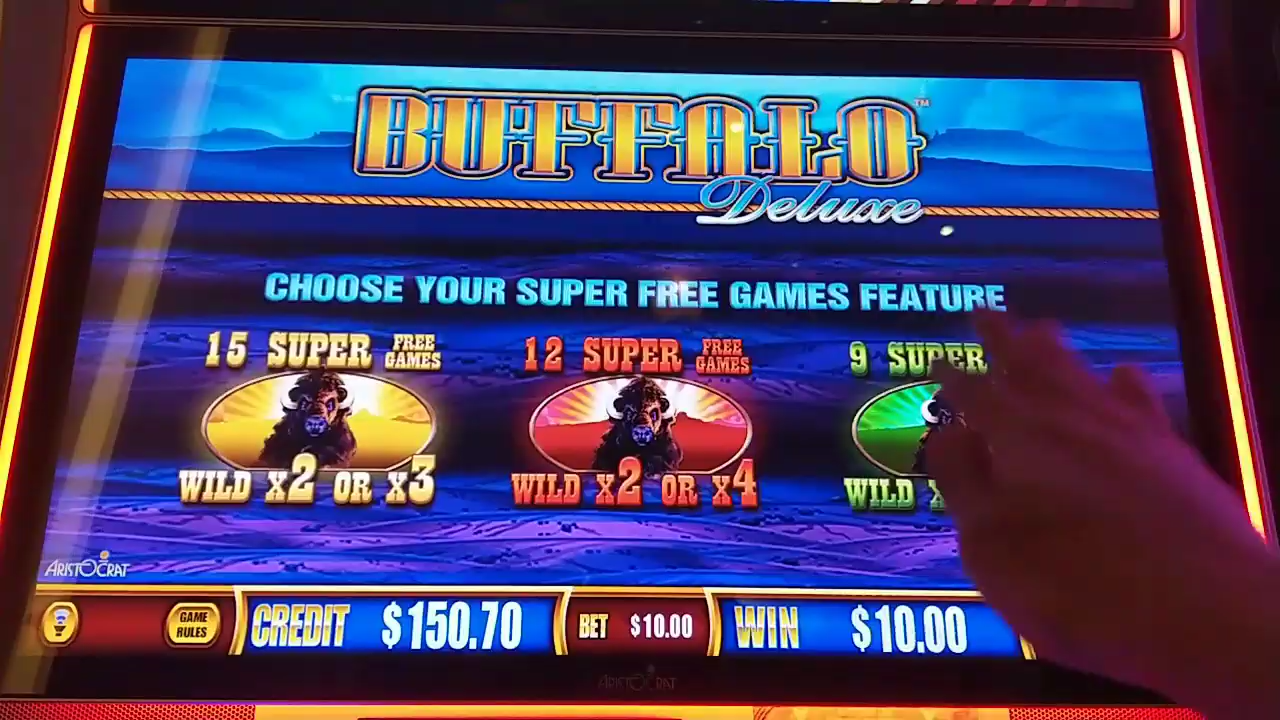 BUFFALO™
Deluxe
CHOOSE YOUR SUPER FREE GAMES FEATURE
15 SUPER FREE GAMES
WILD X2 OR X3
12 SUPER FREE GAMES
WILD X2 OR X4
9 SUPER
WILD
ARISTOCRAT
GAME RULES
CREDIT $150.70
BET $10.00
WIN $10.00
ARISTOCRAT